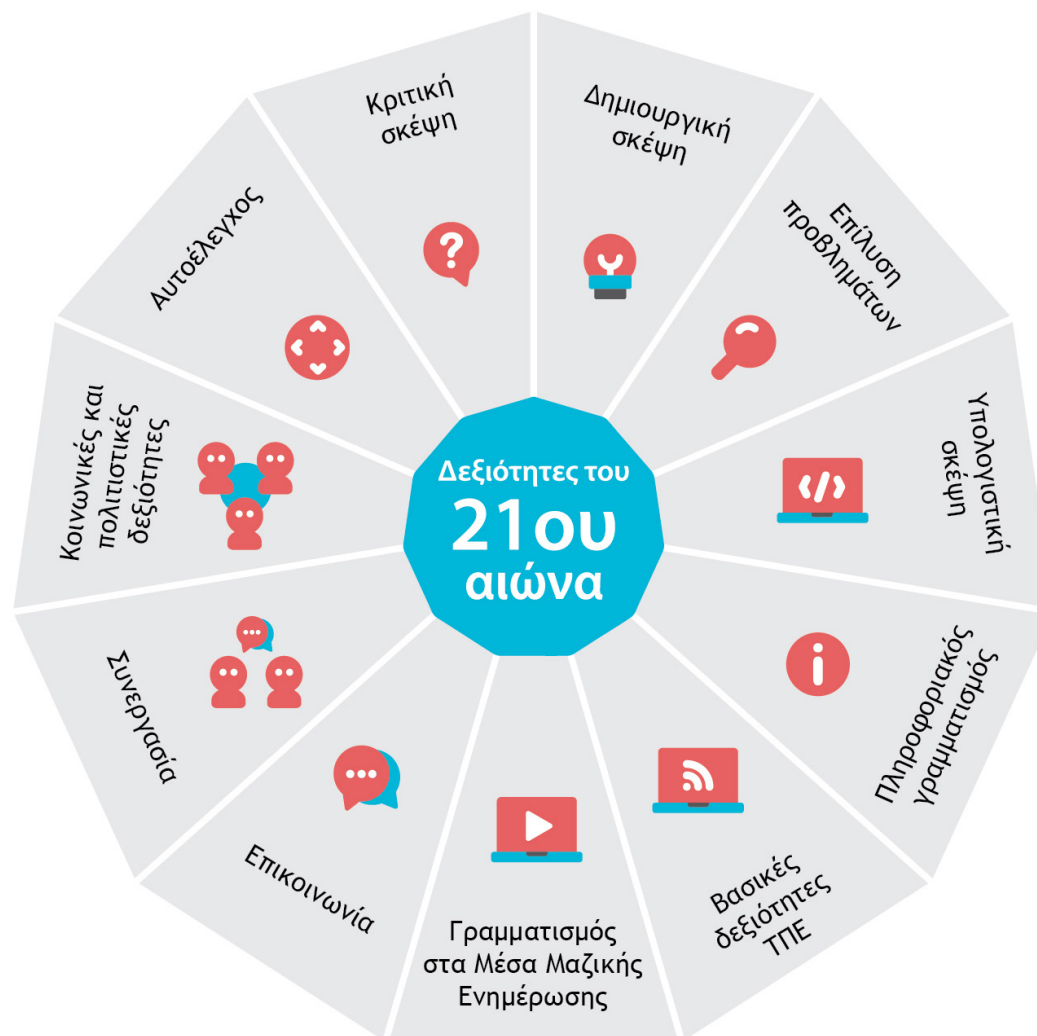 Κριτική
σκέψη
Δημιουργική
σκέψη
Επίλυση
προβλημάτων
Υπολογιστική
σκέψη
Πληροφοριακός
γραμματισμός
Βασικές
δεξιότητες
ΤΠΕ
Γραμματισμός
στα Μέσα Μαζικής
Ενημέρωσης
Επικοινωνία
Συνεργασία
Κοινωνικές και
πολιτιστικές
δεξιότητες
Αυτοέλεγχος
Δεξιότητες του
21ου
αιώνα